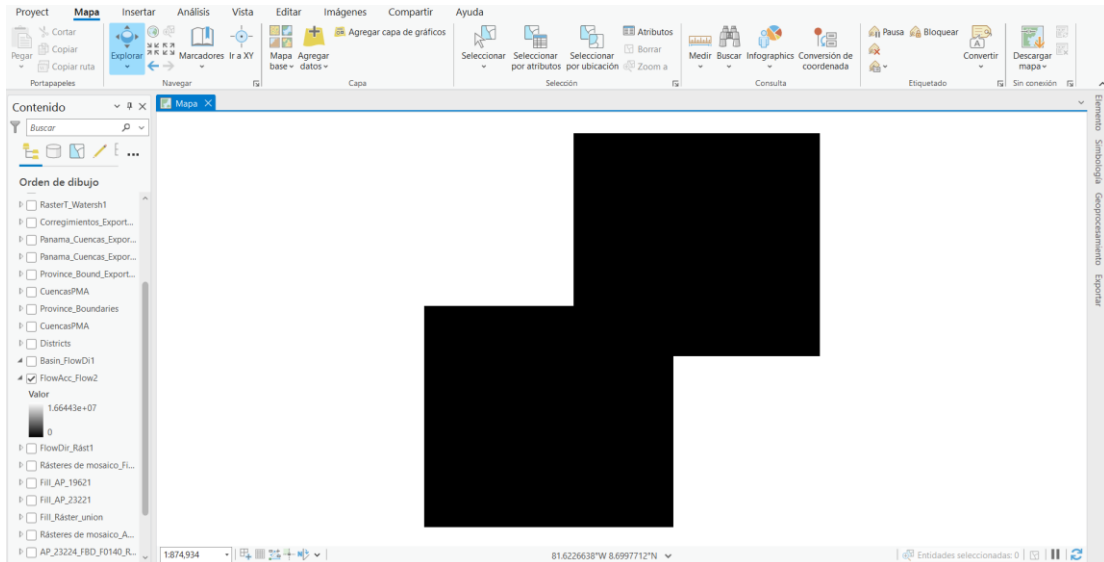 Proyect Mapa Insertar Análisis Vista Editar Imágenes Compartir Ayuda
Pegar
Cortar
Copiar
Copiar ruta
Portapapeles
Explorar
Marcadores
Ir a XY
Navegar
Mapa base
Agregar datos
Agregar capa de gráficos
Capa
Seleccionar
Seleccionar por atributos
Seleccionar por ubicación
Atributos
Borrar
Zoom a
Selección
Medir
Buscar
Infographics
Conversión de coordenada
Consulta
Pausa
Bloquear
Convertir
Etiquetado
Descargar mapa
Sin conexión
Contenido
Buscar
Orden de dibujo
RasterT_Watersh1
Corregimientos_Export...
Panama_Cuencas_Expor...
Panama_Cuencas_Expor...
Province_Bound_Export...
CuencasPMA
Province_Boundaries
CuencasPMA
Districts
Basin_FlowDi1
FlowAcc_Flow2
Valor
1.66443e+07
0
FlowDir_Rást1
Rásteres de mosaico_Fi...
Fill_AP_19621
Fill_AP_23221
Fill_Ráster_union
Rásteres de mosaico_A...
AP_23224_FBD_F0140_R...
Mapa
1:874,934
81.6226638°W 8.6997712°N
Entidades seleccionadas: 0
Elemento
Simbología
Geoprocesamiento
Exportar